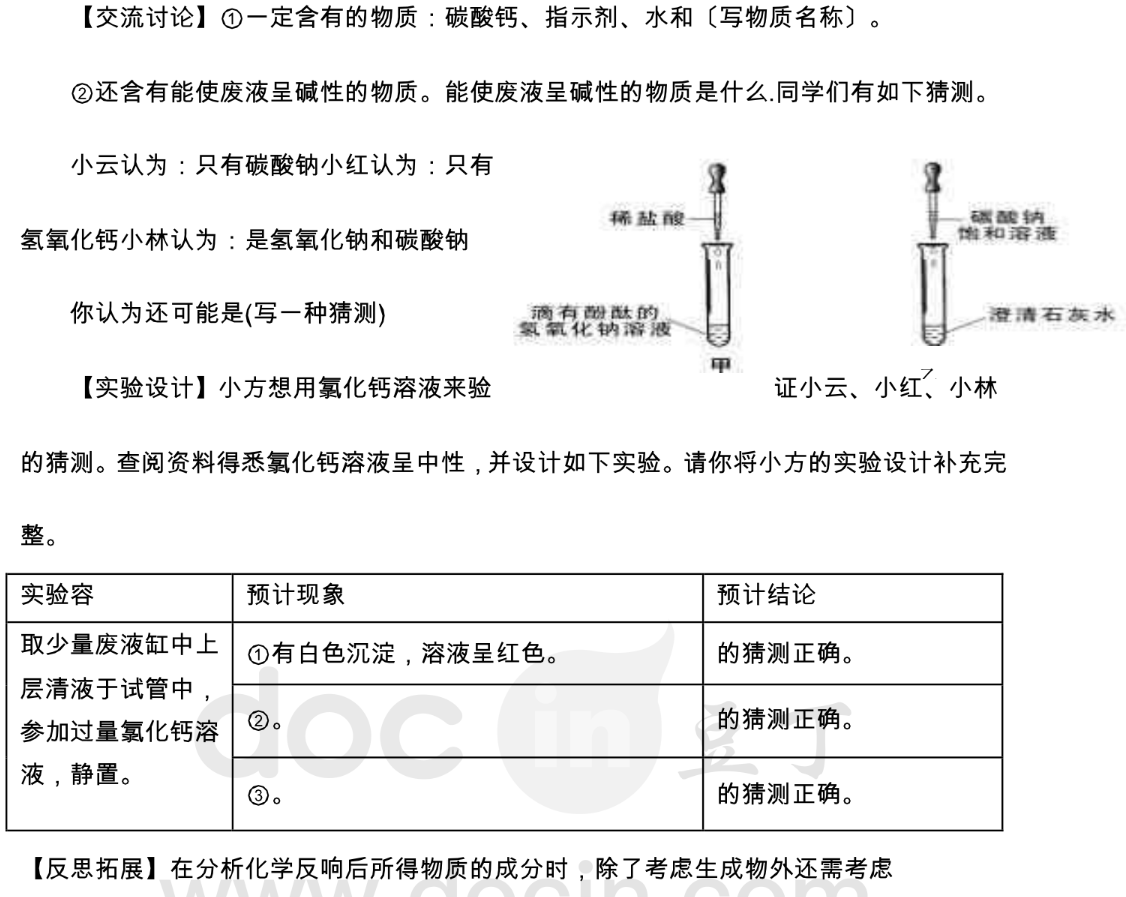 【交流讨论】①一定含有的物质：碳酸钙、指示剂、水和〔写物质名称〕。
②还含有能使废液呈碱性的物质。能使废液呈碱性的物质是什么.同学们有如下猜测。
小云认为：只有碳酸钠小红认为：只有
氢氧化钙小林认为：是氢氧化钠和碳酸钠
你认为还可能是(写一种猜测)
稀盐酸
滴有酚酞的
氢氧化钠溶液
甲
碳酸钠
饱和溶液
澄清石灰水
乙
【实验设计】小方想用氯化钙溶液来验证小云、小红、小林
的猜测。查阅资料得悉氯化钙溶液呈中性，并设计如下实验。请你将小方的实验设计补充完
整。
实验容 预计现象 预计结论
取少量废液缸中上
层清液于试管中，
参加过量氯化钙溶
液，静置。
①有白色沉淀，溶液呈红色。 的猜测正确。
②。 的猜测正确。
③。 的猜测正确。
【反思拓展】在分析化学反响后所得物质的成分时，除了考虑生成物外还需考虑
docin 豆丁
www.docin.com